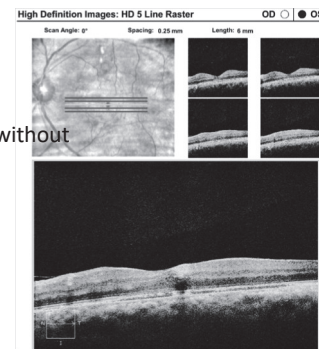 High Definition Images: HD 5 Line Raster OD ○ ● OS
Scan Angle: 0° Spacing: 0.25 mm Length: 6 mm
without